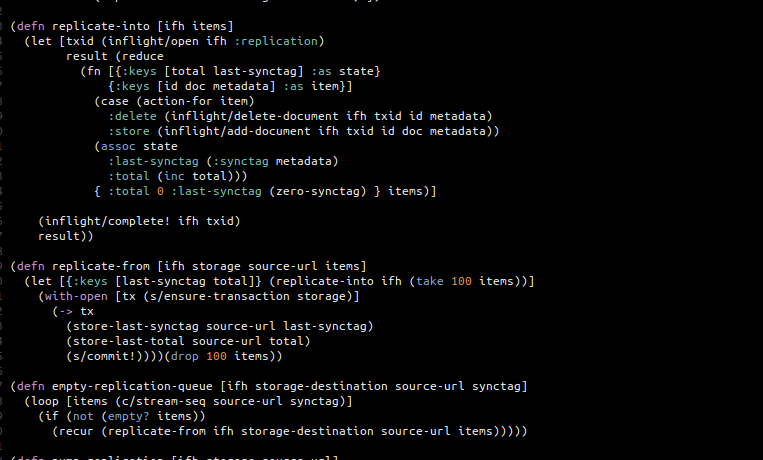 (defn replicate-into [ifh items]
  (let [txid (inflight/open ifh :replication)
        result (reduce
          (fn [{:keys [total last-synctag] :as state}
              {:keys [id doc metadata] :as item}]
            (case (action-for item)
              :delete (inflight/delete-document ifh txid id metadata)
              :store (inflight/add-document ifh txid id doc metadata))
            (assoc state
              :last-synctag (:synctag metadata)
              :total (inc total)))
            { :total 0 :last-synctag (zero-synctag) } items)]
    (inflight/complete! ifh txid)
    result))
(defn replicate-from [ifh storage source-url items]
  (let [{:keys [last-synctag total]} (replicate-into ifh (take 100 items))]
    (with-open [tx (s/ensure-transaction storage)]
      (-> tx
        (store-last-synctag source-url last-synctag)
        (store-last-total source-url total)
        (s/commit!))))(drop 100 items))
(defn empty-replication-queue [ifh storage-destination source-url synctag]
  (loop [items (c/stream-seq source-url synctag)]
    (if (not (empty? items))
      (recur (replicate-from ifh storage-destination source-url items)))))